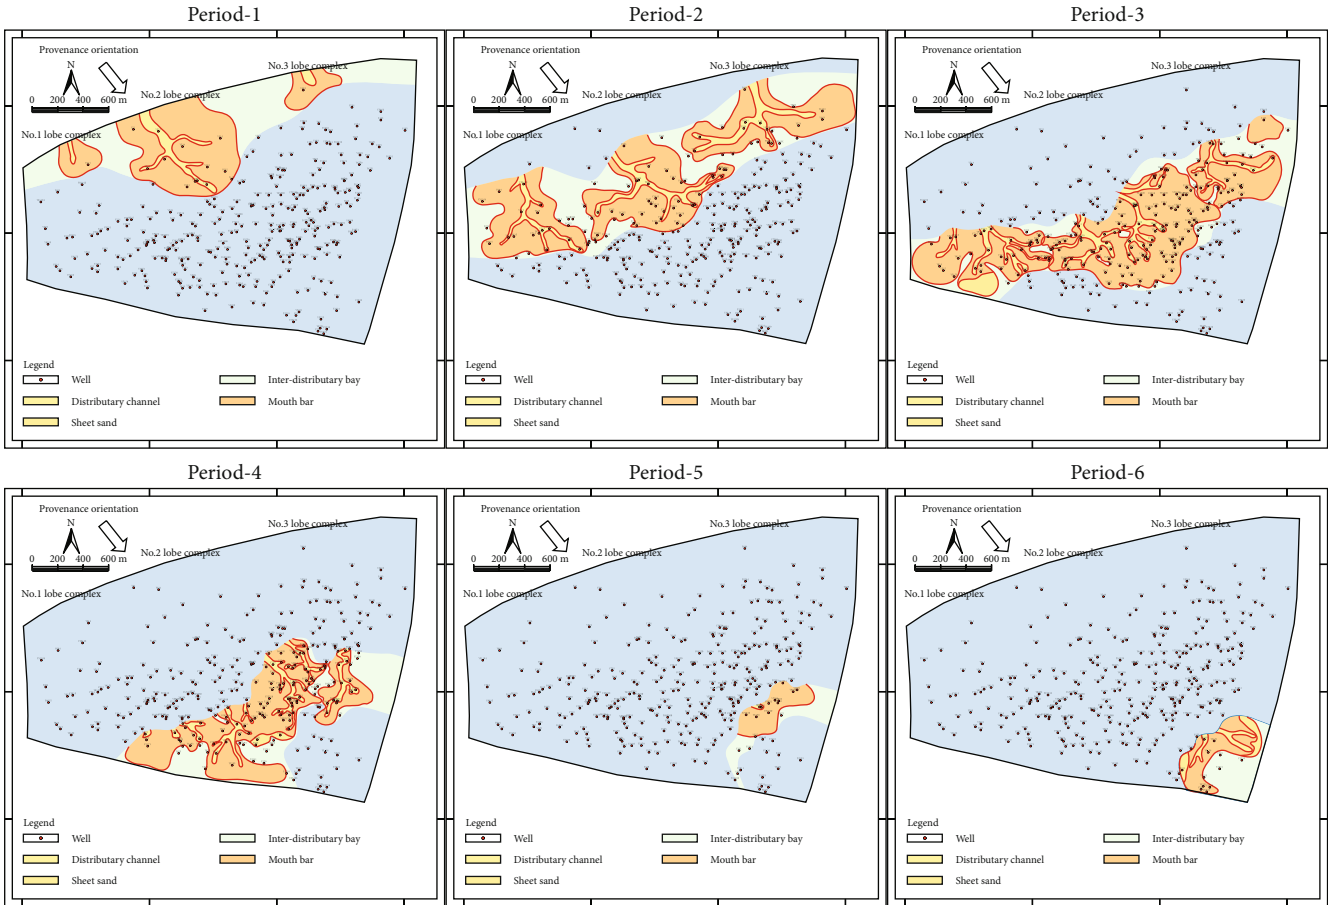 Period-1
Provenance orientation
N
0 200 400 600 m
No.3 lobe complex
No.2 lobe complex
No.1 lobe complex
Legend
Well
Inter-distributary bay
Distributary channel
Mouth bar
Sheet sand
Period-2
Provenance orientation
N
0 200 400 600 m
No.3 lobe complex
No.2 lobe complex
No.1 lobe complex
Legend
Well
Inter-distributary bay
Distributary channel
Mouth bar
Sheet sand
Period-3
Provenance orientation
N
0 200 400 600 m
No.3 lobe complex
No.2 lobe complex
No.1 lobe complex
Legend
Well
Inter-distributary bay
Distributary channel
Mouth bar
Sheet sand
Period-4
Provenance orientation
N
0 200 400 600 m
No.3 lobe complex
No.2 lobe complex
No.1 lobe complex
Legend
Well
Inter-distributary bay
Distributary channel
Mouth bar
Sheet sand
Period-5
Provenance orientation
N
0 200 400 600 m
No.3 lobe complex
No.2 lobe complex
No.1 lobe complex
Legend
Well
Inter-distributary bay
Distributary channel
Mouth bar
Sheet sand
Period-6
Provenance orientation
N
0 200 400 600 m
No.3 lobe complex
No.2 lobe complex
No.1 lobe complex
Legend
Well
Inter-distributary bay
Distributary channel
Mouth bar
Sheet sand